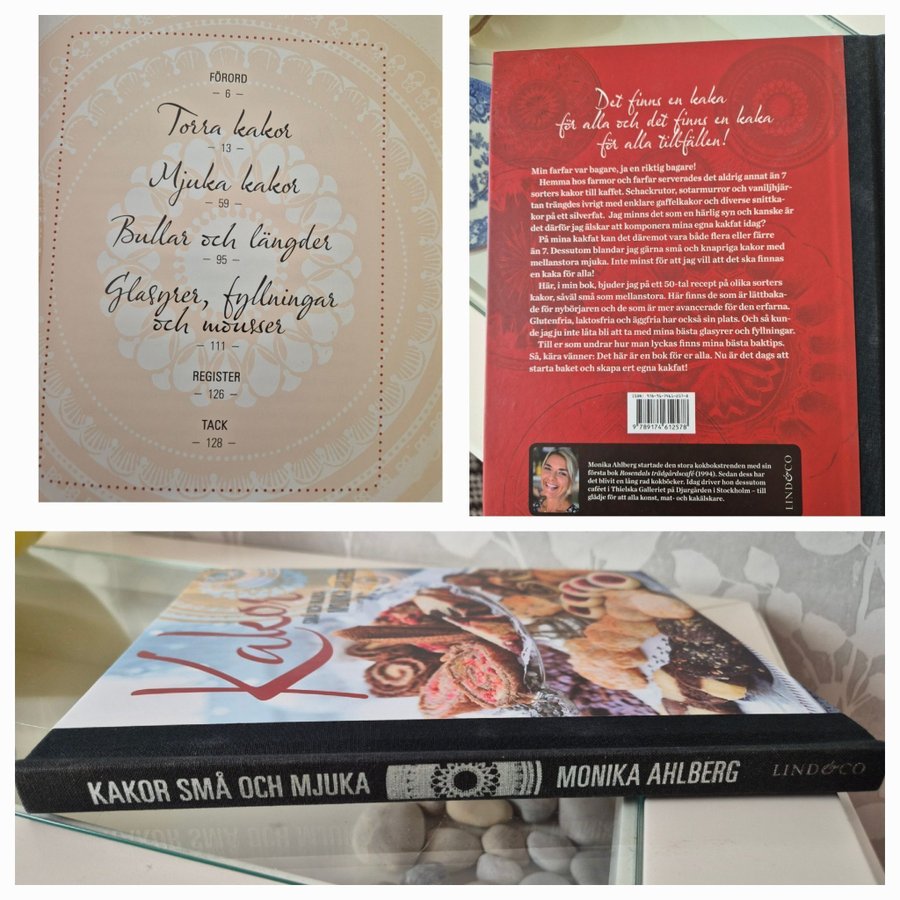 FÖRORD
— 6 —
Torra kakor
— 13 —
Mjuka kakor
— 59 —
Bullar och längder
— 95 —
Glasyrer, fyllningar
och mousser
— 111 —
REGISTER
— 126 —
TACK
— 128 —
Det finns en kaka
för alla och det finns en kaka
för alla tillfällen!
Min farfar var bagare, ja en riktig bagare!
Hemma hos farmor och farfar serverades det aldrig annat än 7
sorters kakor till kaffet. Schackrutor, sotarmurror och vaniljhjär-
tan trängdes ivrigt med enklare gaffelkakor och diverse snittka-
kor på ett silverfat. Jag minns det som en härlig syn och kanske är
det därför jag älskar att komponera mina egna kakfat idag?
På mina kakfat kan det däremot vara både flera eller färre
än 7. Dessutom blandar jag gärna små och knapriga kakor med
mellanstora mjuka. Inte minst för att jag vill att det ska finnas
en kaka för alla!
Här, i min bok, bjuder jag på ett 50-tal recept på olika sorters
kakor, såväl små som mellanstora. Här finns de som är lättbaka-
de för nybörjaren och de som är mer avancerade för den erfarna.
Glutenfria, laktosfria och äggfria har också sin plats. Och så kun-
de jag ju inte låta bli att ta med mina bästa glasyrer och fyllningar.
Till er som undrar hur man lyckas finns mina bästa baktips.
Så, kära vänner: Det här är en bok för er alla. Nu är det dags att
starta baket och skapa ert egna kakfat!
ISBN: 978-91-7461-257-8
9 789174 612578
Monika Ahlberg startade den stora kokbokstrenden med sin
första bok Rosendals trädgårdscafé (1994). Sedan dess har
det blivit en lång rad kokböcker. Idag driver hon dessutom
caféet i Thielska Galleriet på Djurgården i Stockholm – till
glädje för att alla konst, mat- och kakälskare.
LIND&CO
Kakor
KAKOR SMÅ OCH MJUKA
MONIKA AHLBERG
LIND&CO